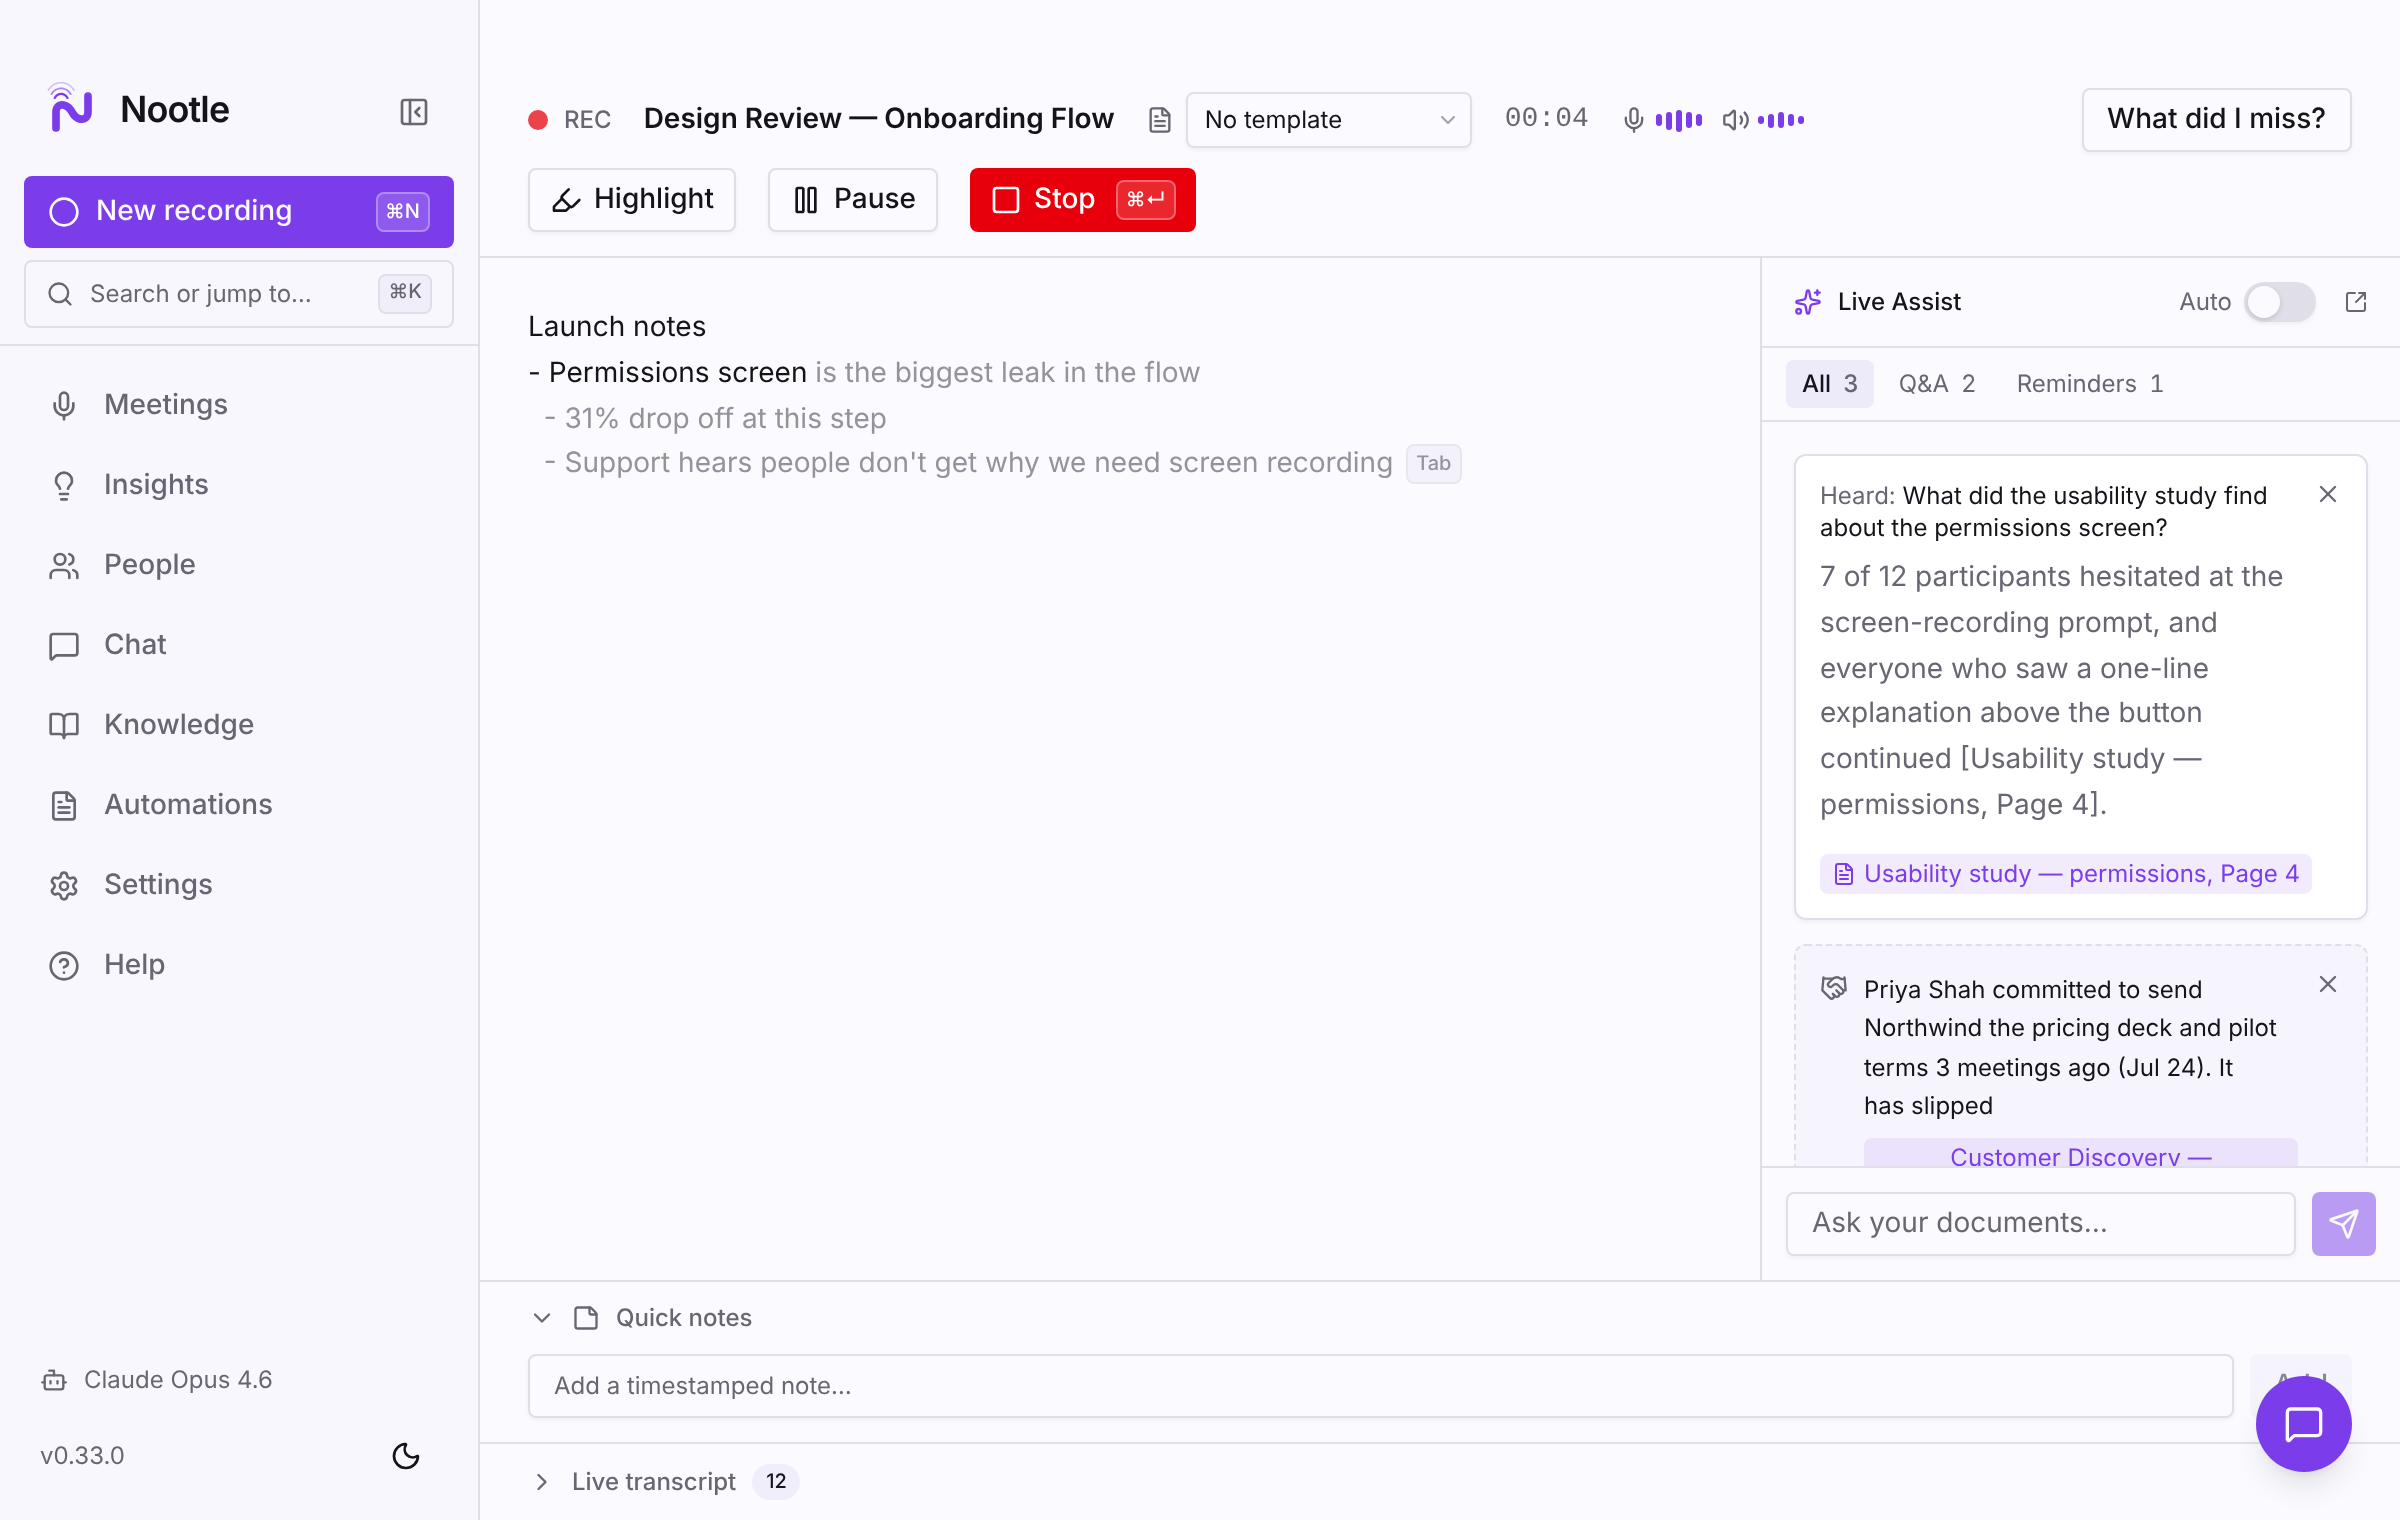 Nootle
New recording ⌘N
Search or jump to... ⌘K
Meetings
Insights
People
Chat
Knowledge
Automations
Settings
Help
Claude Opus 4.6
v0.33.0
REC Design Review — Onboarding Flow No template 00:04 What did I miss?
Highlight Pause Stop ⌘↵
Launch notes
- Permissions screen is the biggest leak in the flow
- 31% drop off at this step
- Support hears people don't get why we need screen recording Tab
Live Assist Auto
All 3 Q&A 2 Reminders 1
Heard: What did the usability study find
about the permissions screen?
7 of 12 participants hesitated at the
screen-recording prompt, and
everyone who saw a one-line
explanation above the button
continued [Usability study —
permissions, Page 4].
Usability study — permissions, Page 4
Priya Shah committed to send
Northwind the pricing deck and pilot
terms 3 meetings ago (Jul 24). It
has slipped
Customer Discovery —
Ask your documents...
Quick notes
Add a timestamped note...
Live transcript 12